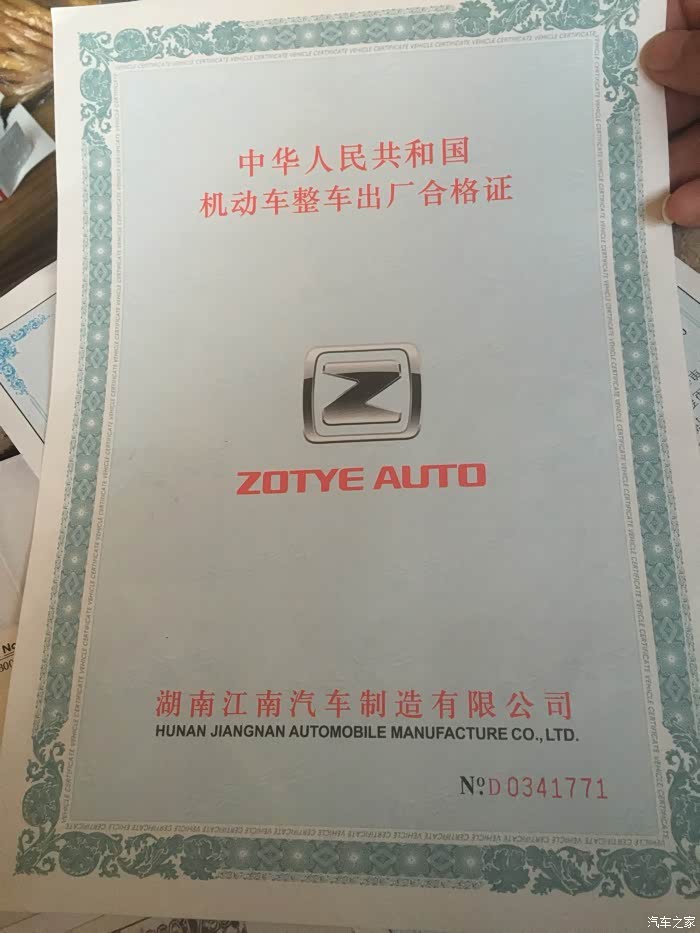 中华人民共和国
机动车整车出厂合格证
ZOTYE AUTO
湖南江南汽车制造有限公司
HUNAN JIANGNAN AUTOMOBILE MANUFACTURE CO., LTD.
№ D0341771
汽车之家